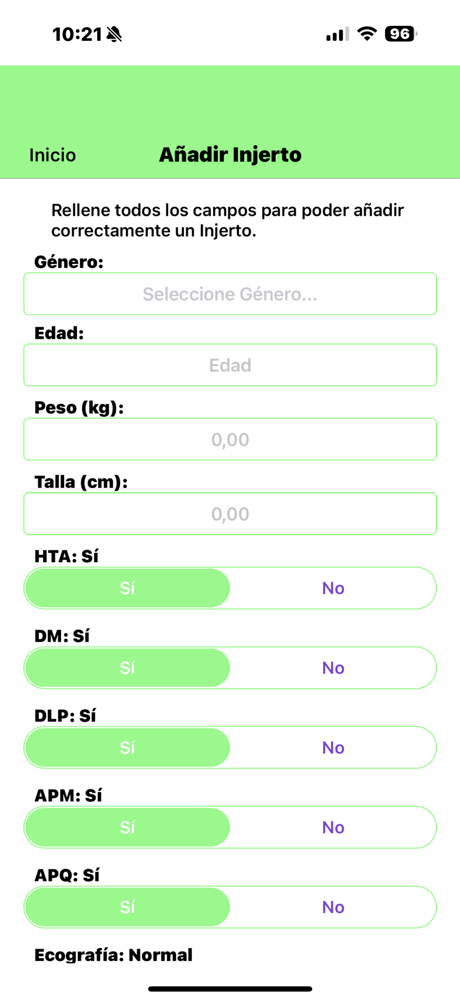 10:21
96
Inicio
Añadir Injerto
Rellene todos los campos para poder añadir
correctamente un Injerto.
Género:
Seleccione Género...
Edad:
Edad
Peso (kg):
0,00
Talla (cm):
0,00
HTA: Sí
Sí
No
DM: Sí
Sí
No
DLP: Sí
Sí
No
APM: Sí
Sí
No
APQ: Sí
Sí
No
Ecografía: Normal